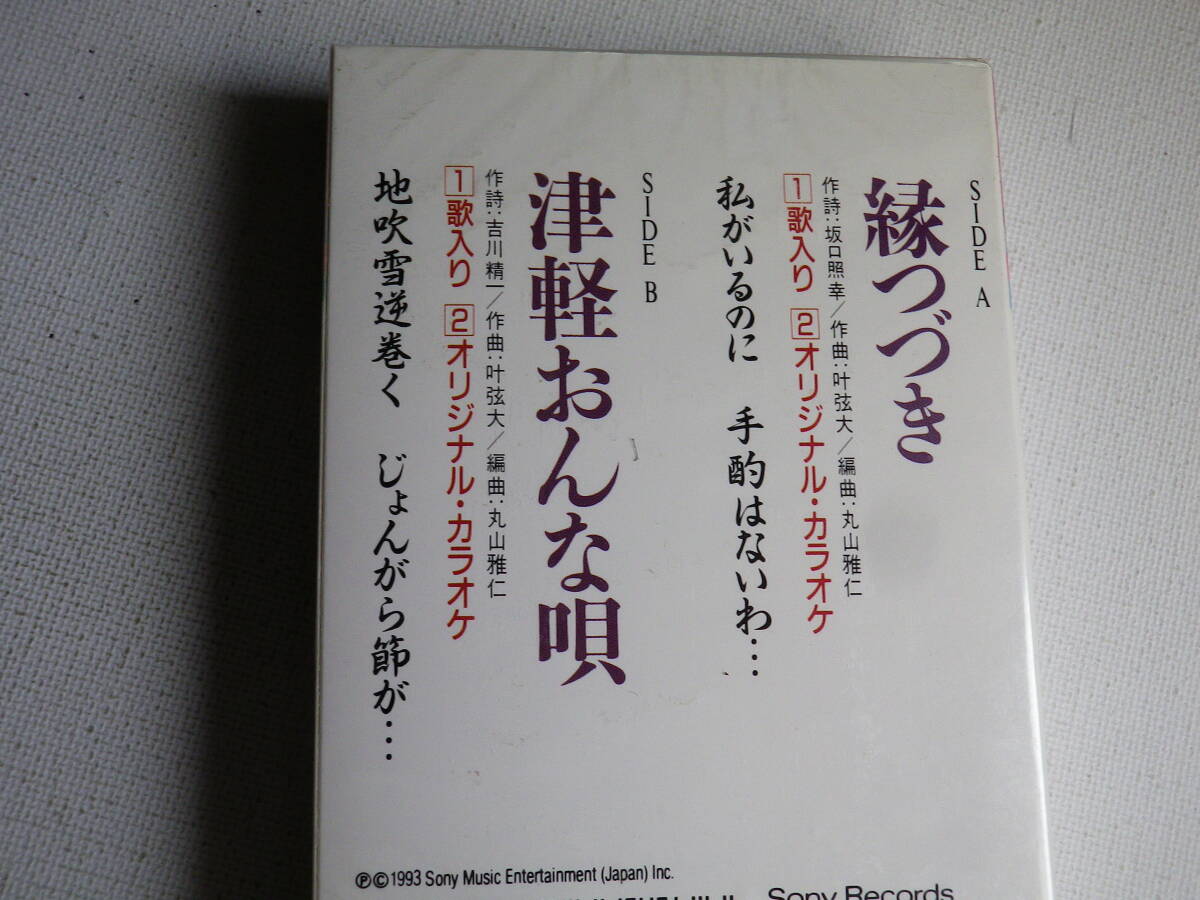 SIDE A
縁つづき
作詩:坂口照幸/作曲:叶弦大/編曲:丸山雅仁
1歌入り 2オリジナル・カラオケ
私がいるのに 手酌はないわ…
SIDE B
津軽おんな唄
作詩:吉川精一/作曲:叶弦大/編曲:丸山雅仁
1歌入り 2オリジナル・カラオケ
地吹雪逆巻く じょんがら節が…
ⓅⒸ1993 Sony Music Entertainment (Japan) Inc.
Sony Records